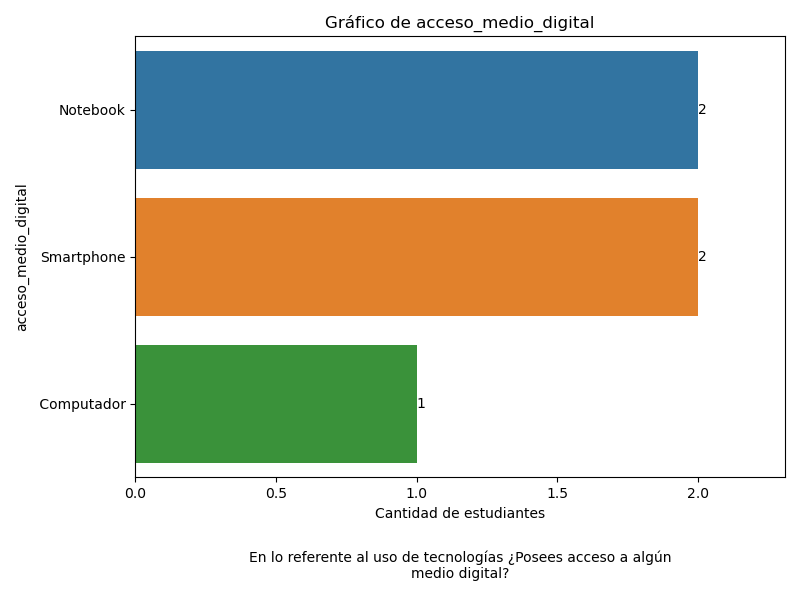 Gráfico de acceso_medio_digital
acceso_medio_digital
Notebook
2
Smartphone
2
Computador
1
0.0
0.5
1.0
1.5
2.0
Cantidad de estudiantes
En lo referente al uso de tecnologías ¿Posees acceso a algún
medio digital?